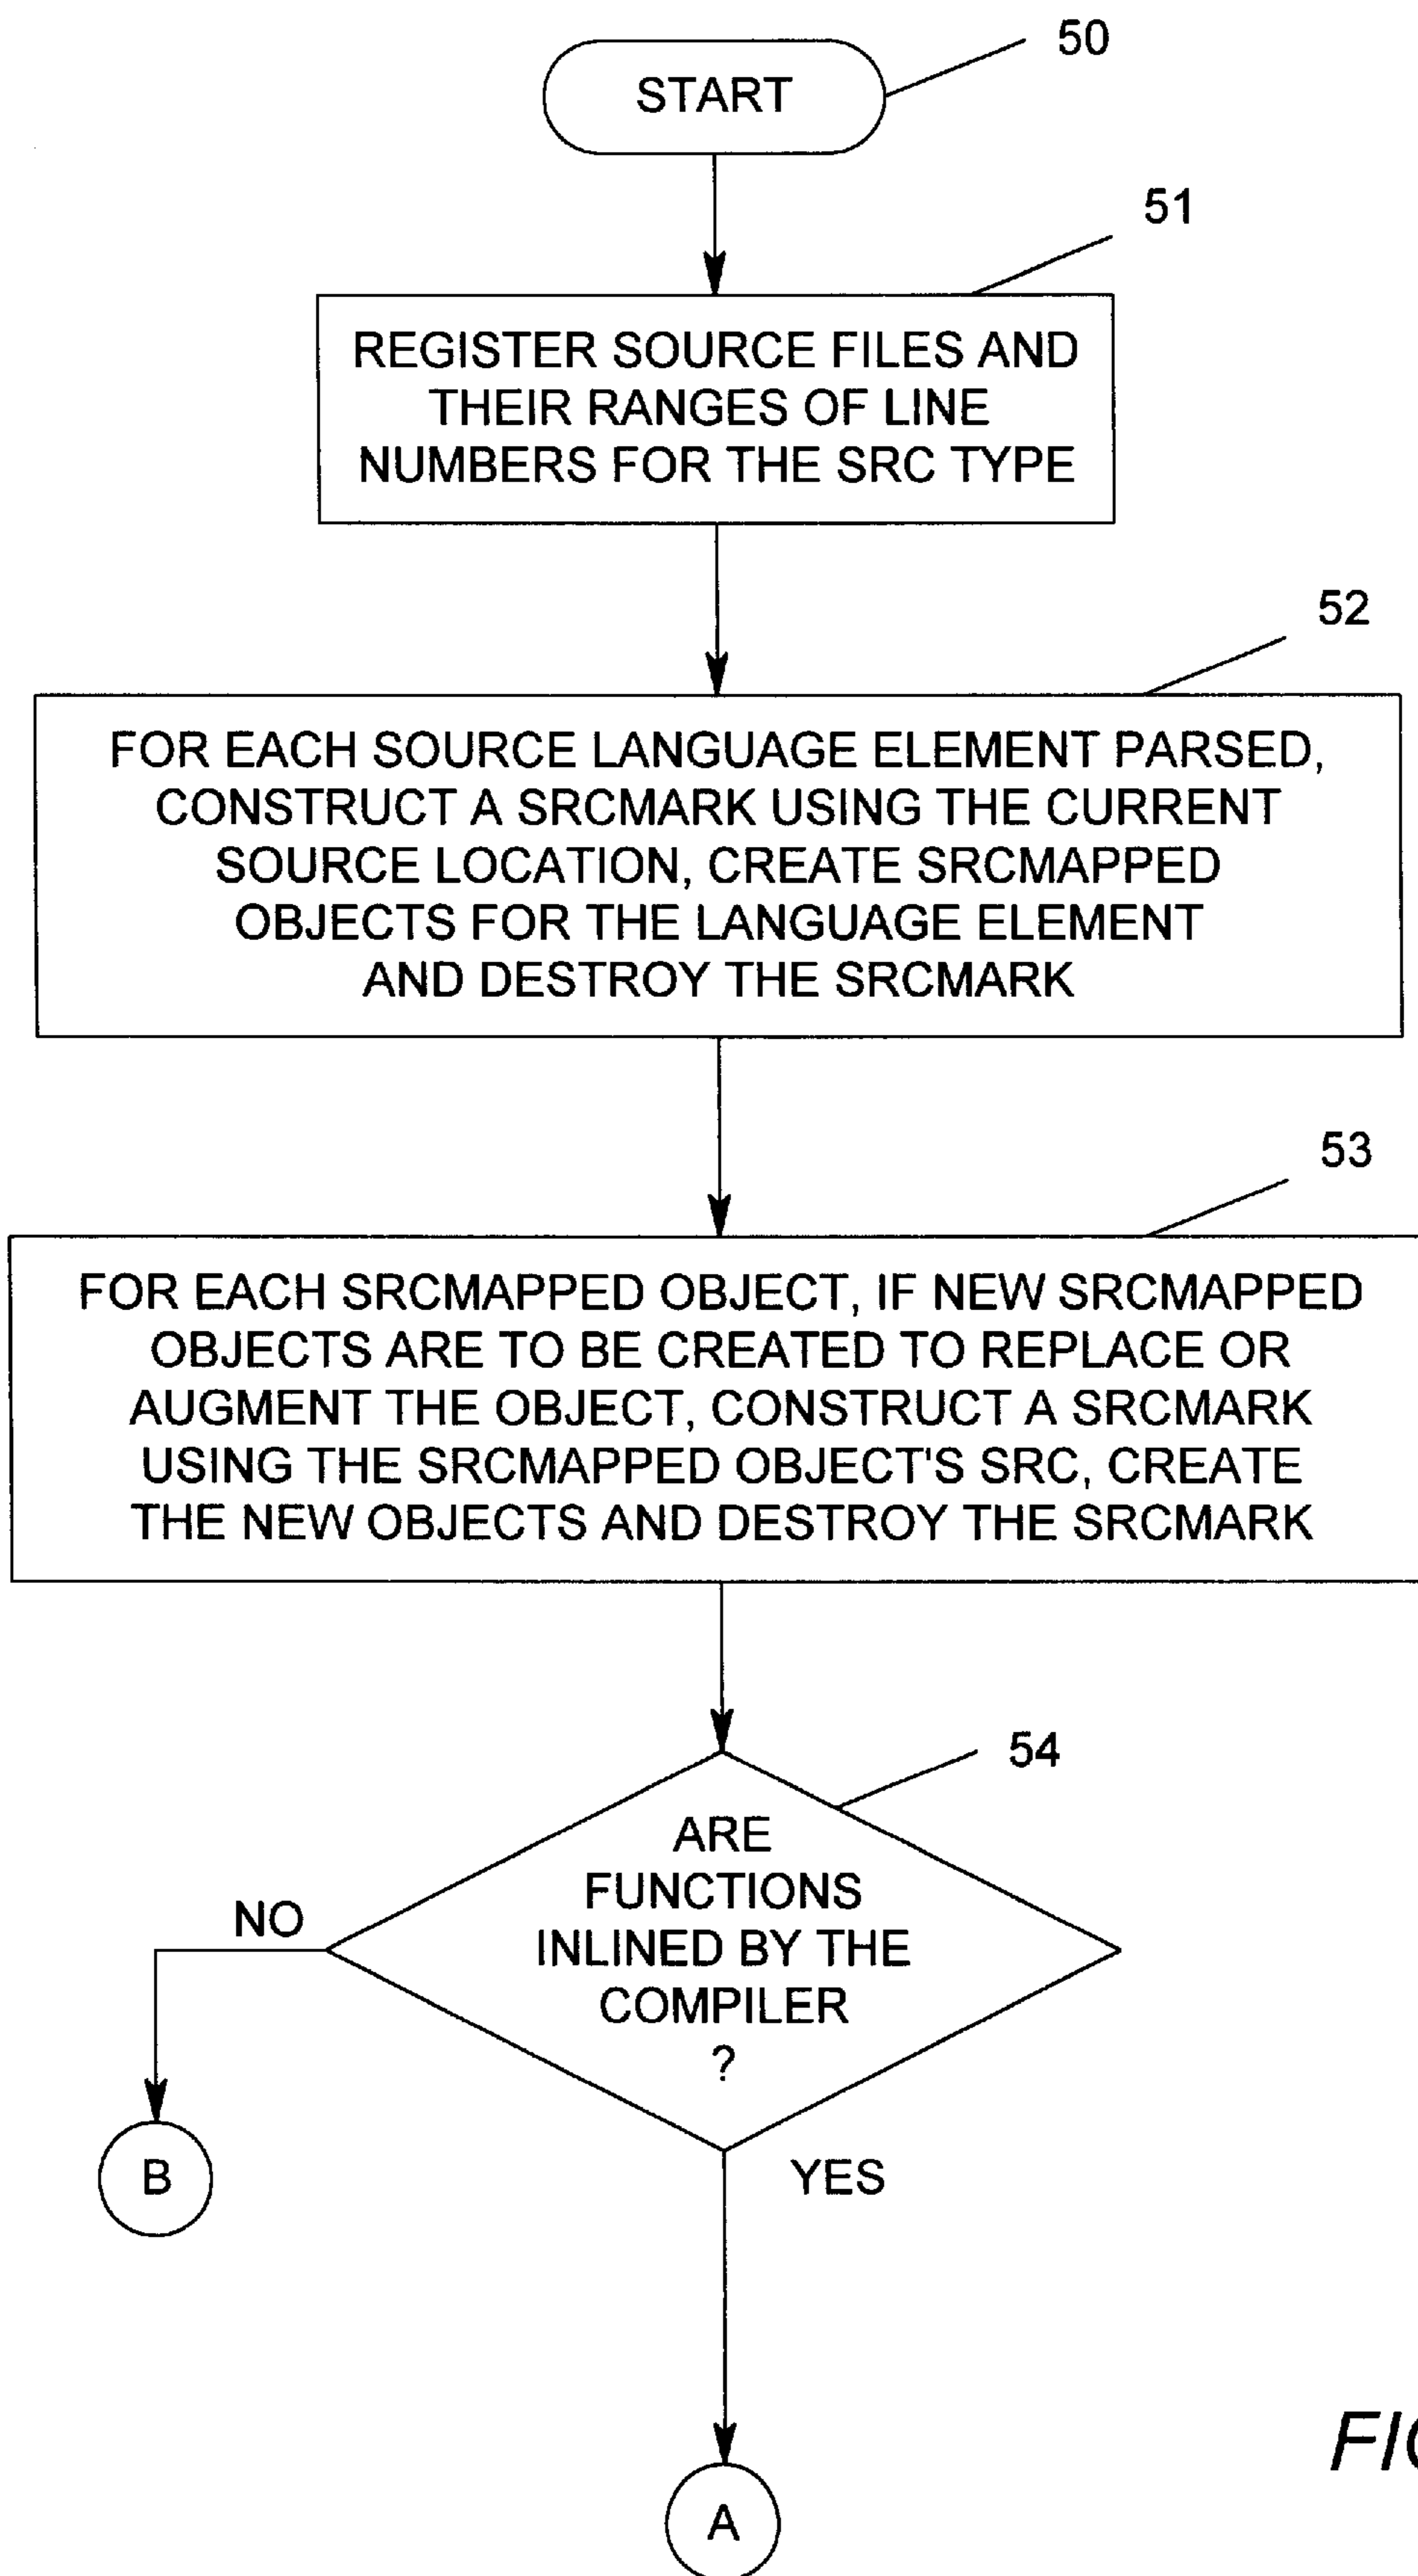 50
START
51
REGISTER SOURCE FILES AND
THEIR RANGES OF LINE
NUMBERS FOR THE SRC TYPE
52
FOR EACH SOURCE LANGUAGE ELEMENT PARSED,
CONSTRUCT A SRCMARK USING THE CURRENT
SOURCE LOCATION, CREATE SRCMAPPED
OBJECTS FOR THE LANGUAGE ELEMENT
AND DESTROY THE SRCMARK
53
FOR EACH SRCMAPPED OBJECT, IF NEW SRCMAPPED
OBJECTS ARE TO BE CREATED TO REPLACE OR
AUGMENT THE OBJECT, CONSTRUCT A SRCMARK
USING THE SRCMAPPED OBJECT'S SRC, CREATE
THE NEW OBJECTS AND DESTROY THE SRCMARK
54
ARE
FUNCTIONS
INLINED BY THE
COMPILER
?
NO
B
YES
A